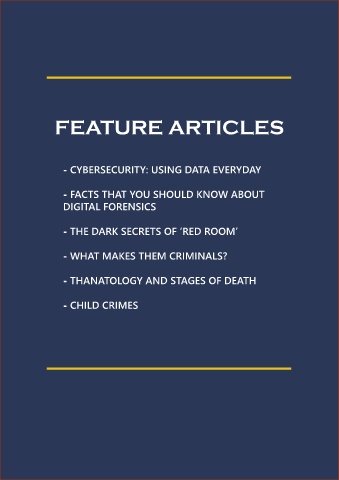 FEATURE ARTICLES
- CYBERSECURITY: USING DATA EVERYDAY
- FACTS THAT YOU SHOULD KNOW ABOUT
DIGITAL FORENSICS
- THE DARK SECRETS OF ‘RED ROOM’
- WHAT MAKES THEM CRIMINALS?
- THANATOLOGY AND STAGES OF DEATH
- CHILD CRIMES